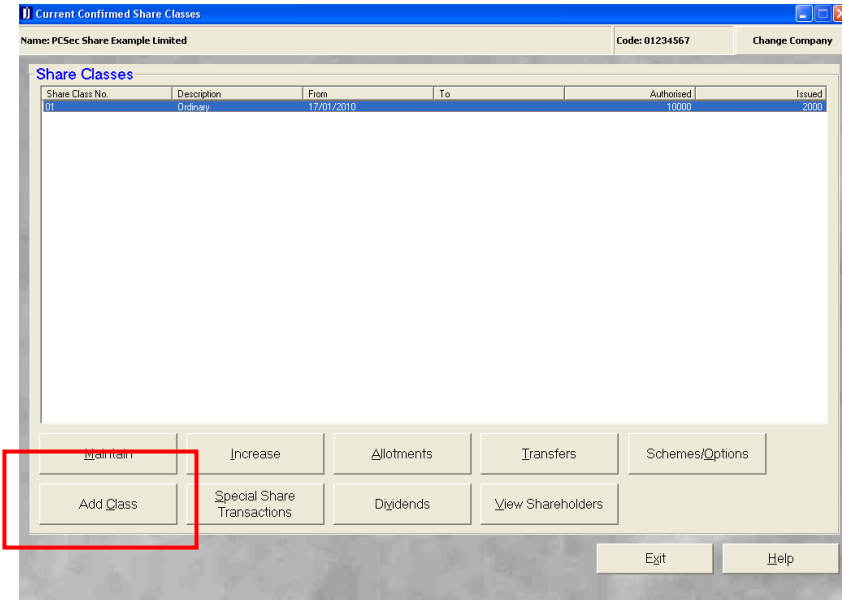 Current Confirmed Share Classes
Name: PCSec Share Example Limited Code: 01234567 Change Company
Share Classes
Share Class No. Description From To Authorised Issued
01 Ordinary 17/01/2010 10000 2000
Maintain Increase Allotments Transfers Schemes/Options
Add Class Special Share Transactions Dividends View Shareholders
Exit Help